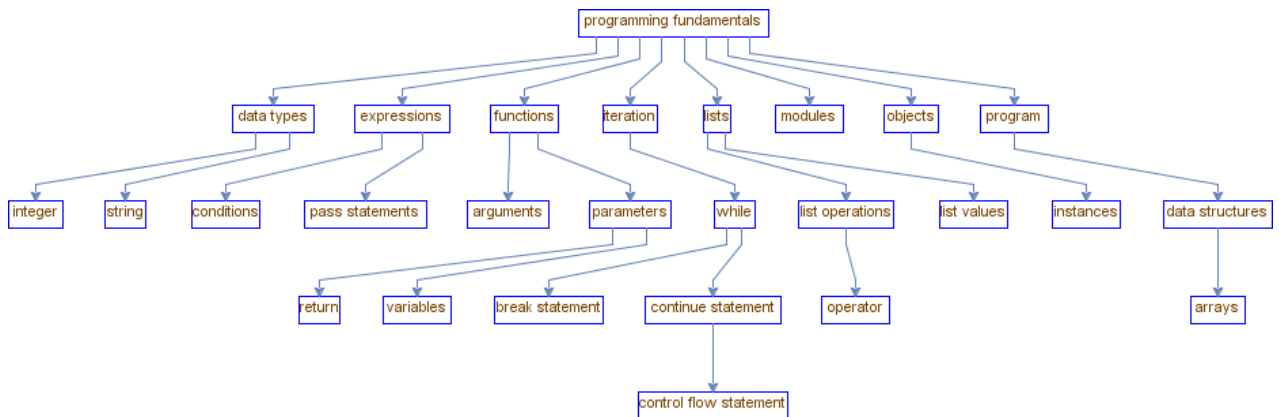 programming fundamentals
data types
expressions
functions
iteration
lists
modules
objects
program
integer
string
conditions
pass statements
arguments
parameters
while
list operations
list values
instances
data structures
return
variables
break statement
continue statement
operator
arrays
control flow statement